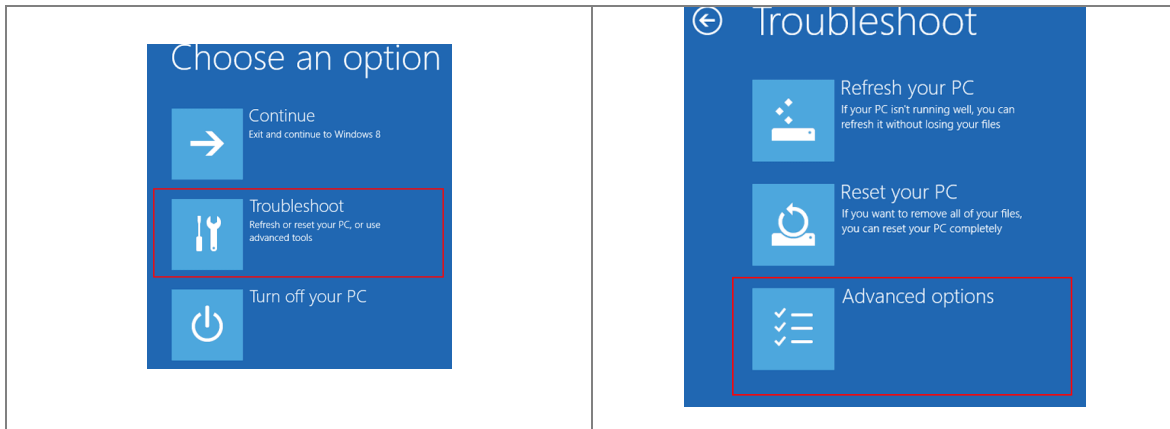 Choose an option
Continue
Exit and continue to Windows 8
Troubleshoot
Refresh or reset your PC, or use
advanced tools
Turn off your PC
Troubleshoot
Refresh your PC
If your PC isn't running well, you can
refresh it without losing your files
Reset your PC
If you want to remove all of your files,
you can reset your PC completely
Advanced options